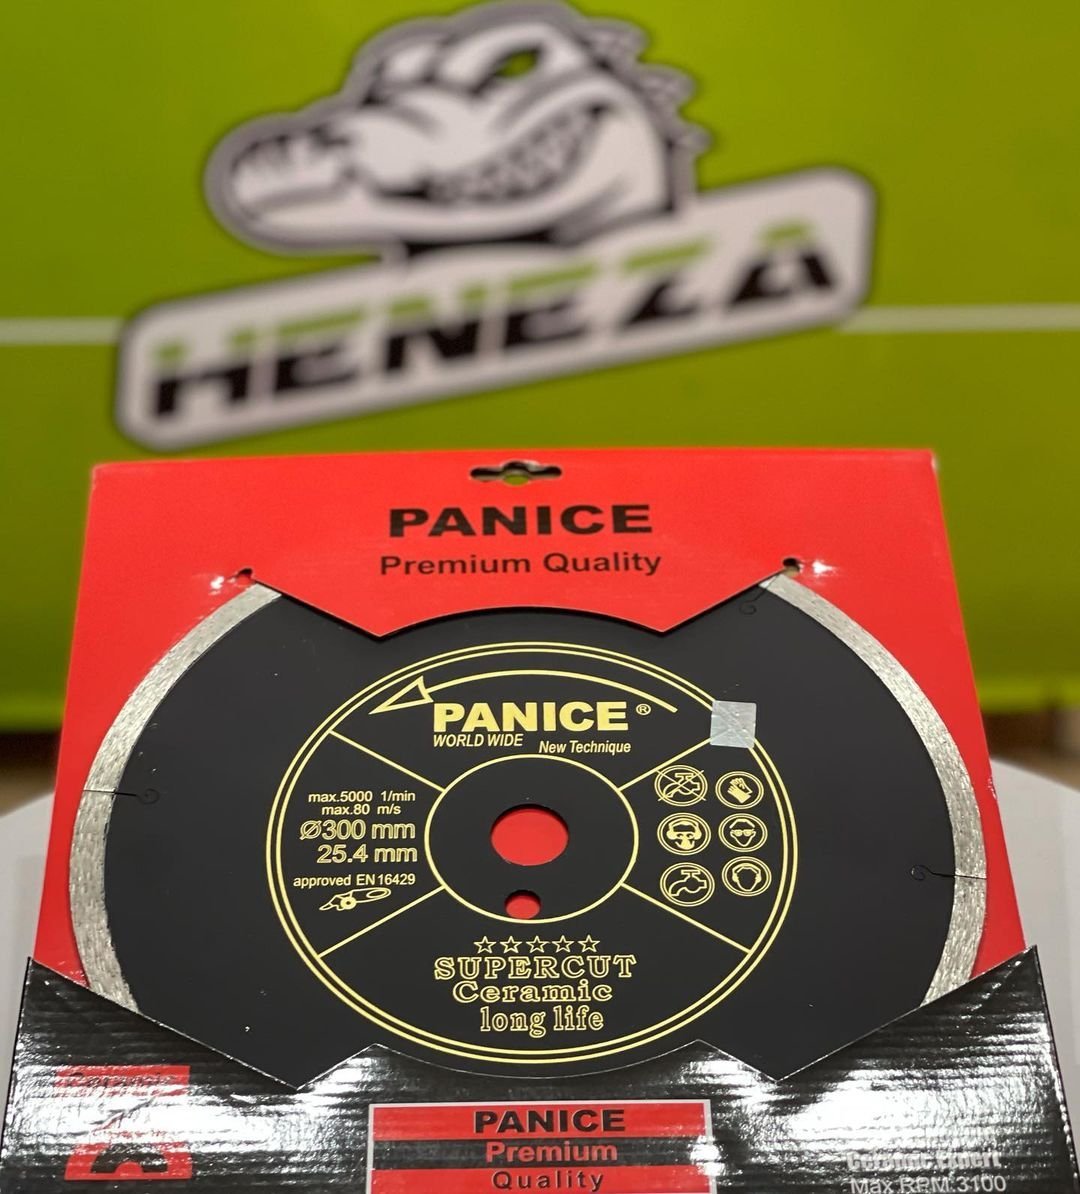 HENEZA
PANICE
Premium Quality
PANICE®
WORLD WIDE New Technique
max.5000 1/min
max.80 m/s
Ø300 mm
25.4 mm
approved EN16429
SUPERCUT
Ceramic
long life
PANICE
Premium
Quality
Max RPM 3100